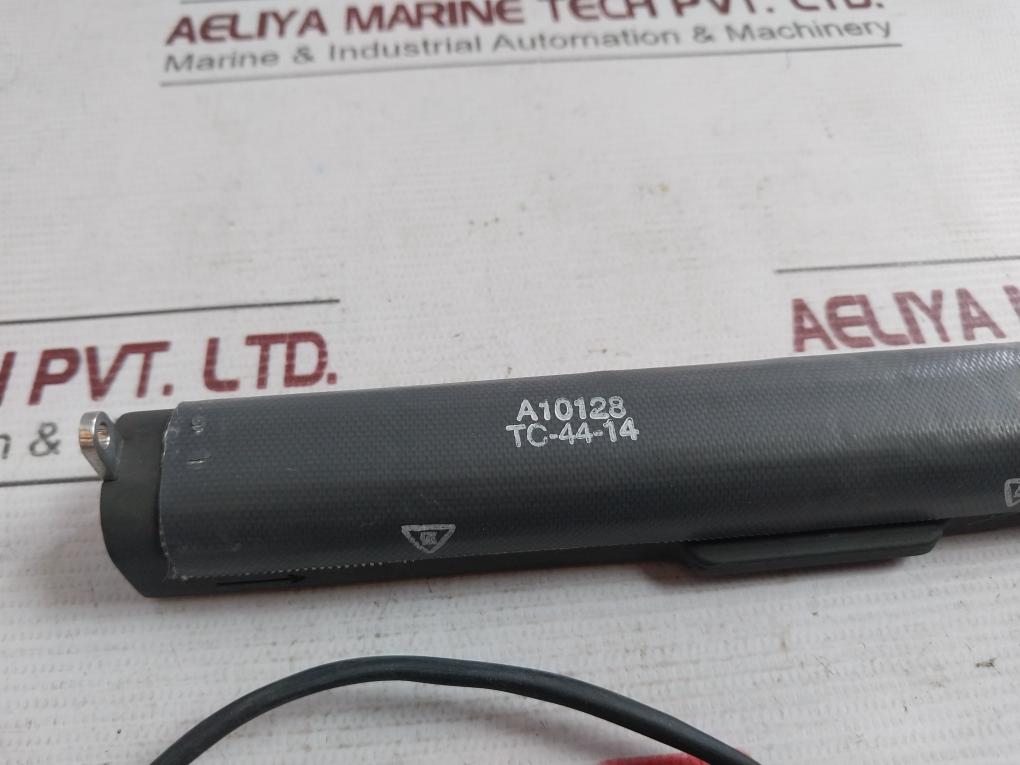 AELIYA MARINE TECH PVT. LTD.
Marine & Industrial Automation & Machinery
H PVT. LTD.
n &
AELIYA
A10128
TC-44-14